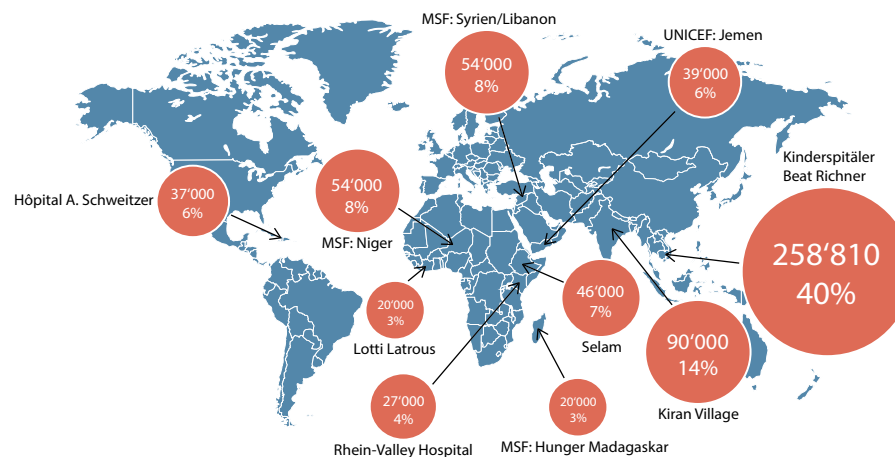 MSF: Syrien/Libanon
54’000
8%
UNICEF: Jemen
39’000
6%
Kinderspitäler
Beat Richner
258’810
40%
Hôpital A. Schweitzer
37’000
6%
54’000
8%
MSF: Niger
20’000
3%
Lotti Latrous
46’000
7%
Selam
90’000
14%
Kiran Village
27’000
4%
Rhein-Valley Hospital
20’000
3%
MSF: Hunger Madagaskar